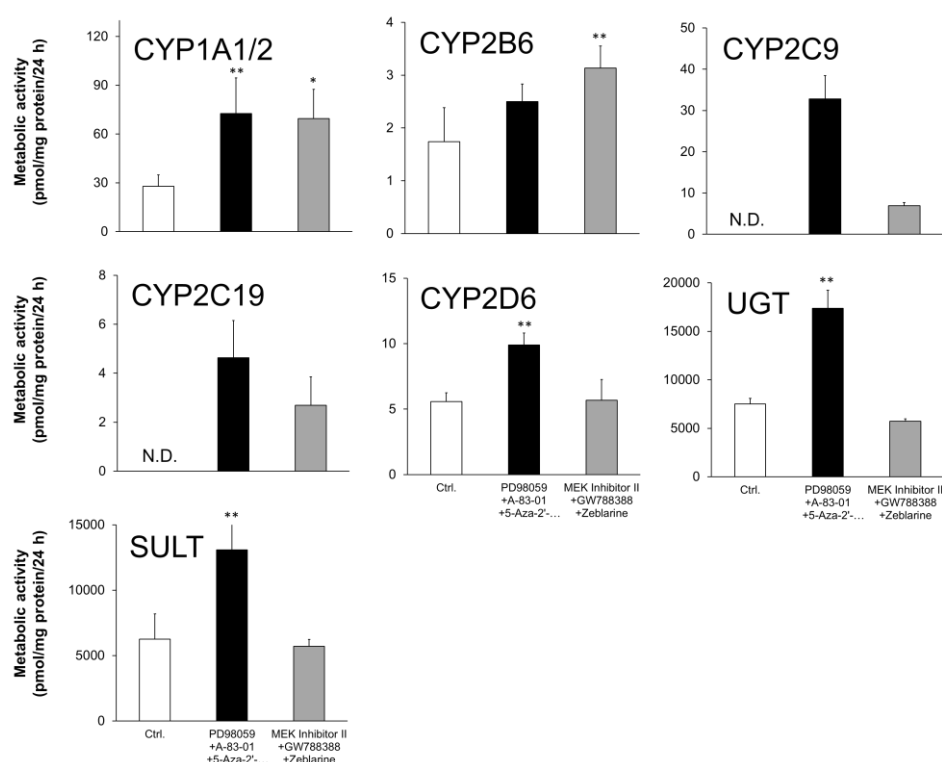 Metabolic activity
(pmol/mg protein/24 h)
120
90
60
30
0
CYP1A1/2
**
*
4
3
2
1
0
CYP2B6
**
50
40
30
20
10
0
CYP2C9
N.D.
Metabolic activity
(pmol/mg protein/24 h)
8
6
4
2
0
CYP2C19
N.D.
15
10
5
0
CYP2D6
**
Ctrl.
PD98059
+A-83-01
+5-Aza-2'-...
MEK Inhibitor II
+GW788388
+Zeblarine
20000
15000
10000
5000
0
UGT
**
Ctrl.
PD98059
+A-83-01
+5-Aza-2'-...
MEK Inhibitor II
+GW788388
+Zeblarine
Metabolic activity
(pmol/mg protein/24 h)
15000
10000
5000
0
SULT
**
Ctrl.
PD98059
+A-83-01
+5-Aza-2'-...
MEK Inhibitor II
+GW788388
+Zeblarine